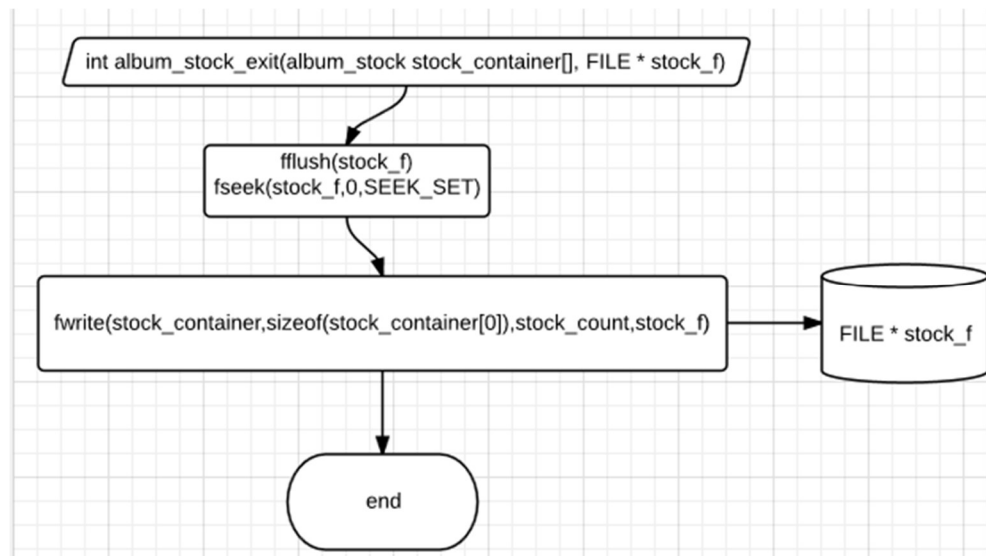 int album_stock_exit(album_stock stock_container[], FILE * stock_f)
fflush(stock_f)
fseek(stock_f,0,SEEK_SET)
fwrite(stock_container,sizeof(stock_container[0]),stock_count,stock_f)
FILE * stock_f
end